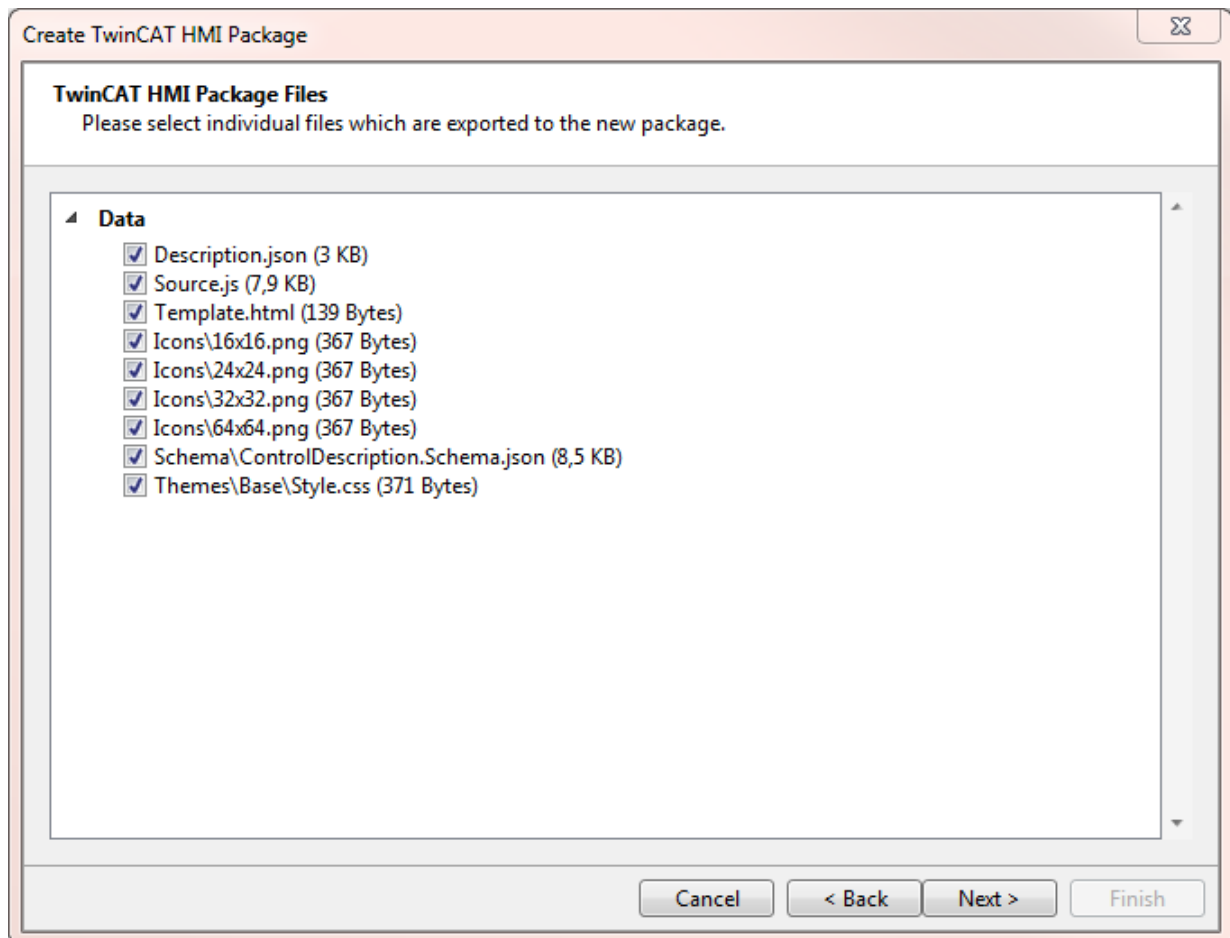 Create TwinCAT HMI Package
TwinCAT HMI Package Files
Please select individual files which are exported to the new package.
Data
Description.json (3 KB)
Source.js (7,9 KB)
Template.html (139 Bytes)
Icons\16x16.png (367 Bytes)
Icons\24x24.png (367 Bytes)
Icons\32x32.png (367 Bytes)
Icons\64x64.png (367 Bytes)
Schema\ControlDescription.Schema.json (8,5 KB)
Themes\Base\Style.css (371 Bytes)
Cancel < Back Next > Finish